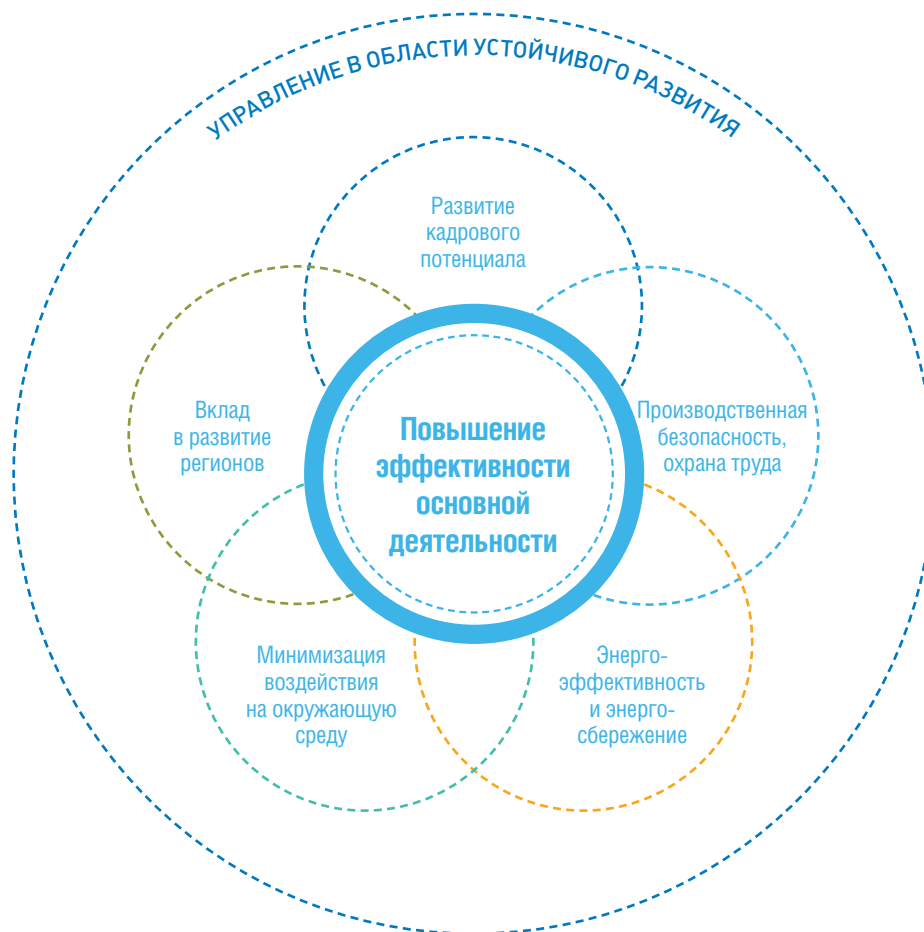 УПРАВЛЕНИЕ В ОБЛАСТИ УСТОЙЧИВОГО РАЗВИТИЯ
Развитие
кадрового
потенциала
Вклад
в развитие
регионов
Повышение
эффективности
основной
деятельности
Производственная
безопасность,
охрана труда
Минимизация
воздействия
на окружающую
среду
Энерго-
эффективность
и энерго-
сбережение